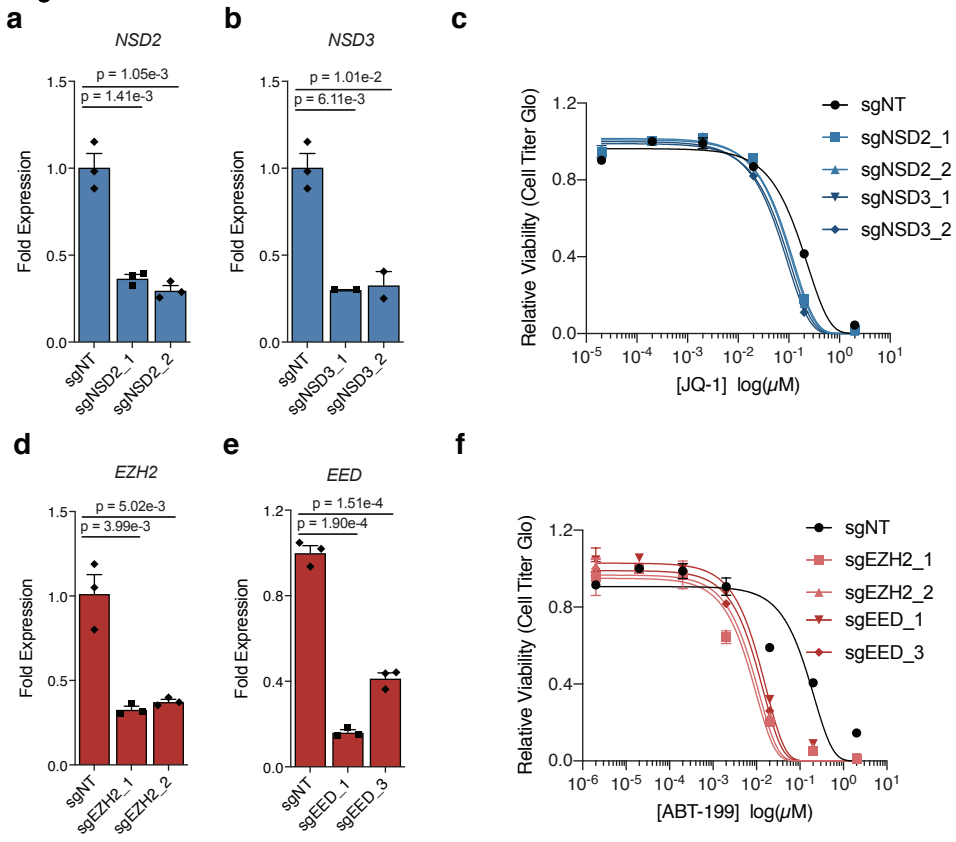 a
NSD2
p = 1.05e-3
p = 1.41e-3
Fold Expression
1.5
1.0
0.5
0.0
sgNT
sgNSD2_1
sgNSD2_2
b
NSD3
p = 1.01e-2
p = 6.11e-3
Fold Expression
1.5
1.0
0.5
0.0
sgNT
sgNSD3_1
sgNSD3_2
c
Relative Viability (Cell Titer Glo)
1.2
0.8
0.4
0.0
10-5 10-4 10-3 10-2 10-1 100 101
[JQ-1] log(µM)
sgNT
sgNSD2_1
sgNSD2_2
sgNSD3_1
sgNSD3_2
d
EZH2
p = 5.02e-3
p = 3.99e-3
Fold Expression
1.5
1.0
0.5
0.0
sgNT
sgEZH2_1
sgEZH2_2
e
EED
p = 1.51e-4
p = 1.90e-4
Fold Expression
1.2
0.8
0.4
0.0
sgNT
sgEED_1
sgEED_3
f
Relative Viability (Cell Titer Glo)
1.2
0.8
0.4
0.0
10-6 10-5 10-4 10-3 10-2 10-1 100 101
[ABT-199] log(µM)
sgNT
sgEZH2_1
sgEZH2_2
sgEED_1
sgEED_3